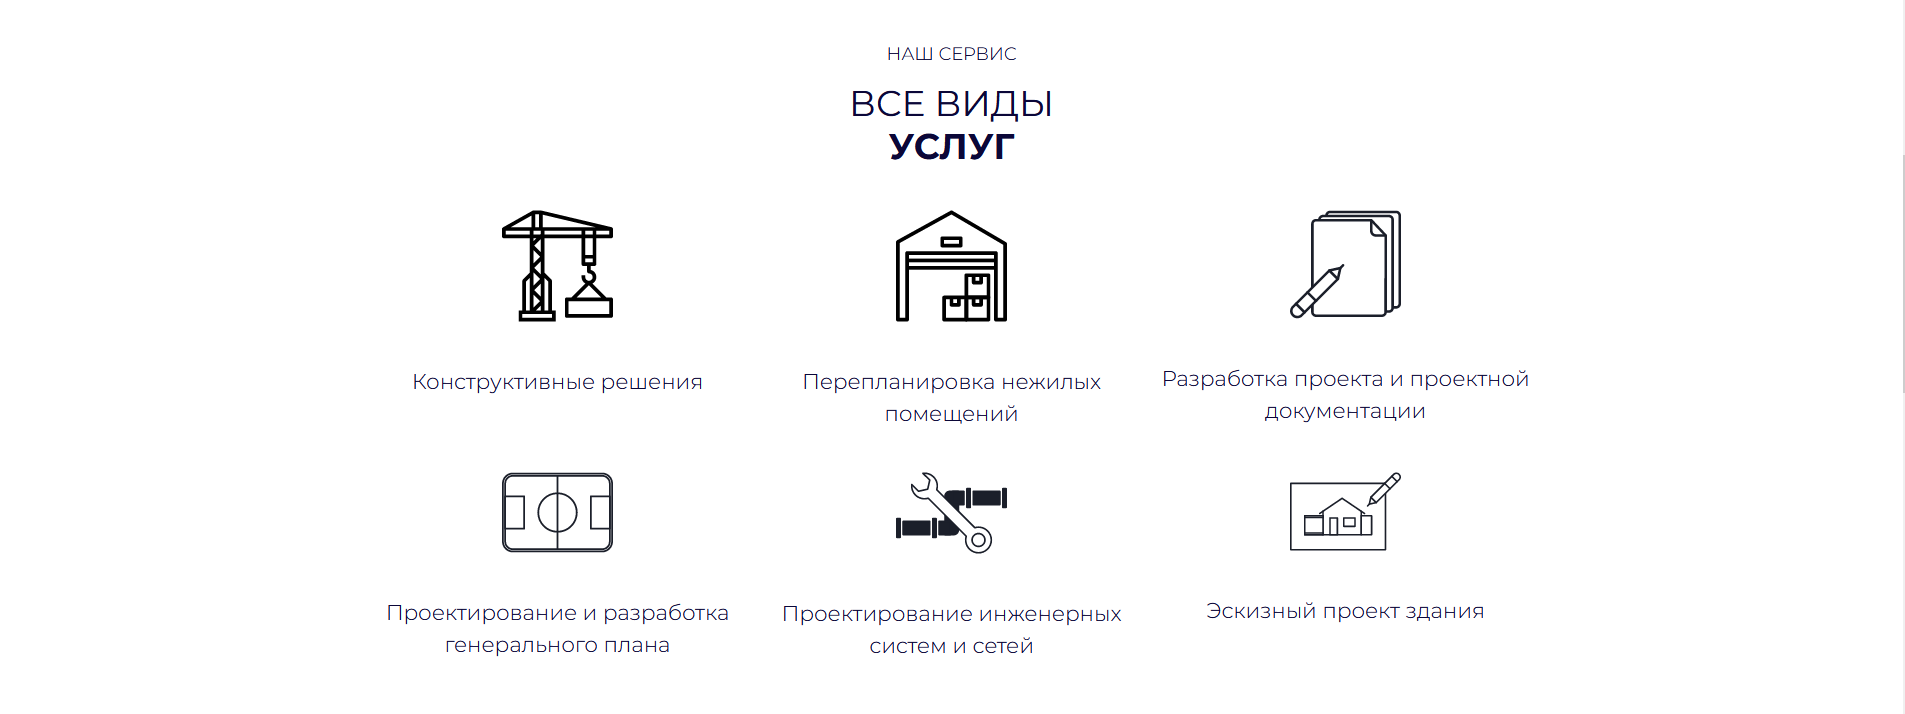 НАШ СЕРВИС
ВСЕ ВИДЫ
УСЛУГ
Конструктивные решения
Перепланировка нежилых
помещений
Разработка проекта и проектной
документации
Проектирование и разработка
генерального плана
Проектирование инженерных
систем и сетей
Эскизный проект здания